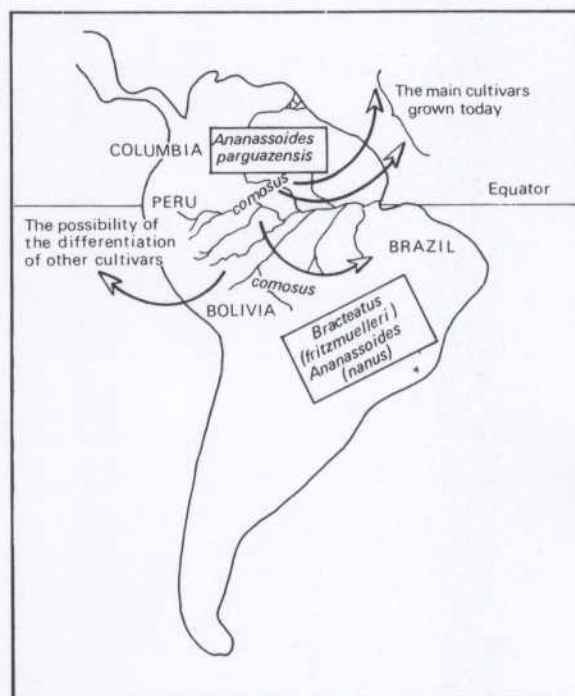 The main cultivars
grown today
COLUMBIA
Ananassoides
parguazensis
comosus
PERU
Equator
The possibility of
the differentiation
of other cultivars
BRAZIL
comosus
BOLIVIA
Bracteatus
(fritzmuelleri)
Ananassoides
(nanus)